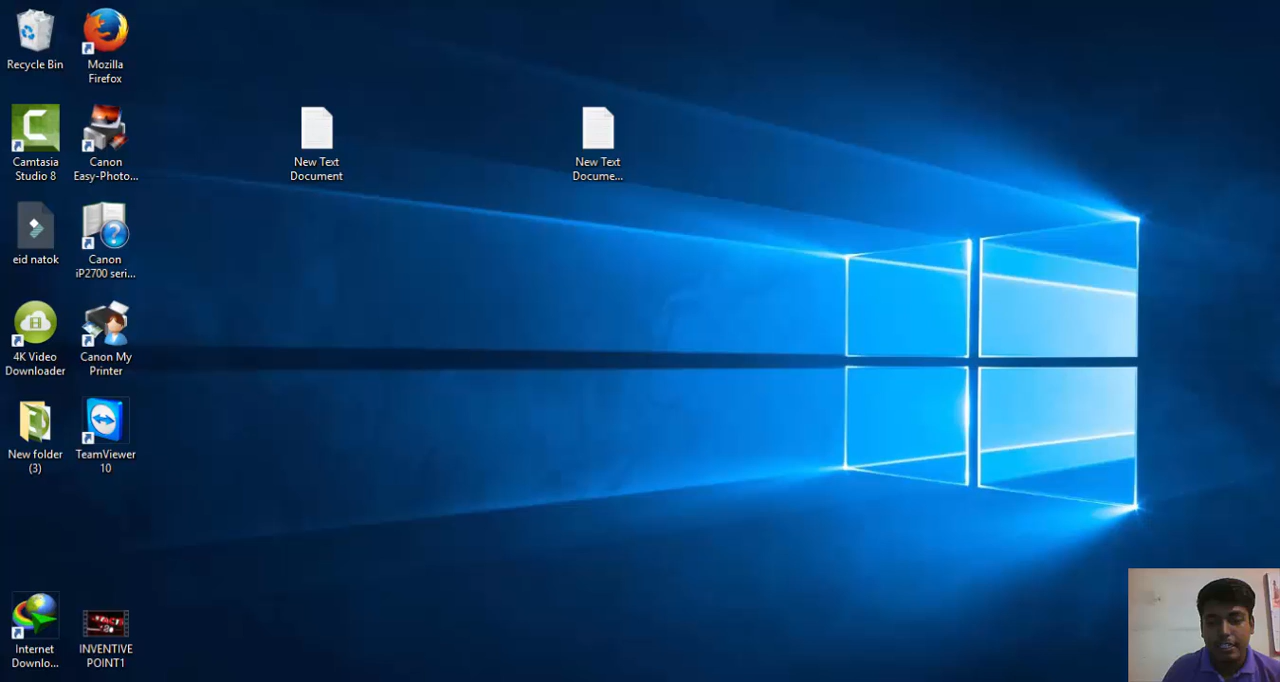 Recycle Bin
Mozilla
Firefox
Camtasia
Studio 8
Canon
Easy-Photo...
New Text
Document
New Text
Docume...
eid natok
Canon
iP2700 seri...
4K Video
Downloader
Canon My
Printer
New folder
(3)
TeamViewer
10
Internet
Downlo...
INVENTIVE
POINT1